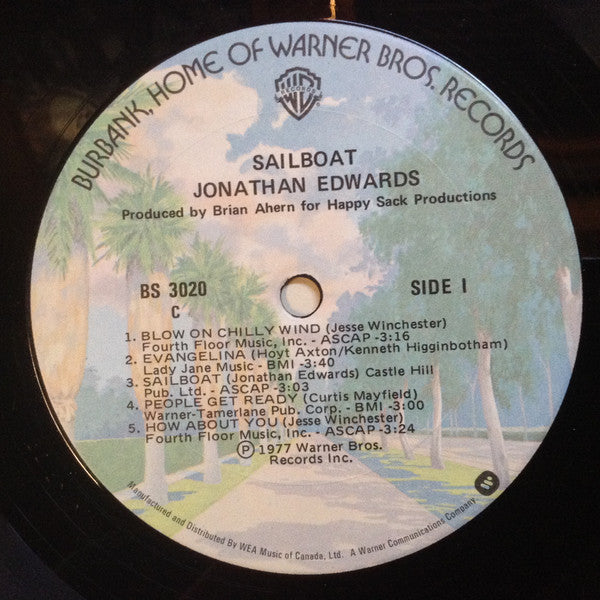 BURBANK, HOME OF WARNER BROS. RECORDS
RECORDS
SAILBOAT
JONATHAN EDWARDS
Produced by Brian Ahern for Happy Sack Productions
BS 3020 SIDE I
C
1. BLOW ON CHILLY WIND (Jesse Winchester)
Fourth Floor Music, Inc. - ASCAP -3:16
2. EVANGELINA (Hoyt Axton/Kenneth Higginbotham)
Lady Jane Music - BMI -3:40
3. SAILBOAT (Jonathan Edwards) Castle Hill
Pub. Ltd. - ASCAP -3:03
4. PEOPLE GET READY (Curtis Mayfield)
Warner-Tamerlane Pub. Corp. - BMI -3:00
5. HOW ABOUT YOU (Jesse Winchester)
Fourth Floor Music, Inc. - ASCAP -3:24
Ⓟ 1977 Warner Bros.
Records Inc.
Manufactured and Distributed By WEA Music of Canada, Ltd. A Warner Communications Company